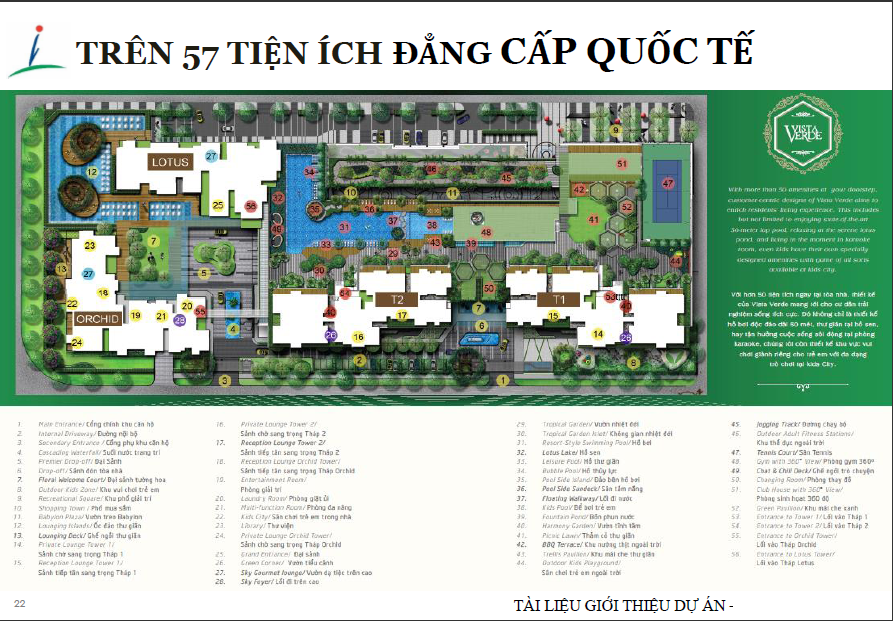 TRÊN 57 TIỆN ÍCH ĐẲNG CẤP QUỐC TẾ
VISTA
VERDE
With more than 50 amenities at your doorstep,
customer-centric designs of Vista Verde aims to
enrich residents' living experience. This includes
but not limited to enjoying state of the art
50-meter lap pool, relaxing at the serene lotus
pond, and living in the moment in karaoke
room, even kids have their own specially
designed amenities with game of all sorts
available at kids city.
Với hơn 50 tiện ích ngay tại tòa nhà, thiết kế
của Vista Verde mang tới cho cư dân trải
nghiệm sống tích cực. Đó không chỉ là thiết kế
hồ bơi độc đáo dài 50 mét, thư giãn tại hồ sen,
hay tận hưởng cuộc sống sôi động tại phòng
karaoke, chúng tôi còn thiết kế khu vực vui
chơi giành riêng cho trẻ em với đa dạng
trò chơi tại kids City.
LOTUS
ORCHID
T2
T1
1. Main Entrance/ Cổng chính chu căn hộ
2. Internal Driveway/ Đường nội bộ
3. Secondary Entrance / Cổng phụ khu căn hộ
4. Cascading Waterfall/ Suối nước trang trí
5. Premier Drop-off/ Đại Sảnh
6. Drop-off/ Sảnh đón tòa nhà
7. Floral Welcome Court/ Đại sảnh tường hoa
8. Outdoor Kids Zone/ Khu vui chơi trẻ em
9. Recreational Square/ Khu phố giải trí
10. Shopping Town/ Phố mua sắm
11. Babylon Plaza/ Vườn treo Babylon
12. Lounging Islands/ Ốc đảo thư giãn
13. Lounging Deck/ Ghế ngồi thư giãn
14. Private Lounge Tower 1/
Sảnh chờ sang trọng Tháp 1
15. Reception Lounge Tower 1/
Sảnh tiếp tân sang trọng Tháp 1
16. Private Lounge Tower 2/
Sảnh chờ sang trọng Tháp 2
17. Reception Lounge Tower 2/
Sảnh tiếp tân sang trọng Tháp 2
18. Reception Lounge Orchid Tower/
Sảnh tiếp tân sang trọng Tháp Orchid
19. Entertainment Room/
Phòng giải trí
20. Laundry Room/ Phòng giặt ủi
21. Multi-function Room/ Phòng đa năng
22. Kids City/ Sân chơi trẻ em trong nhà
23. Library/ Thư viện
24. Private Lounge Orchid Tower/
Sảnh chờ sang trọng Tháp Orchid
25. Grand Entrance/ Đại sảnh
26. Green Corner/ Vườn tiểu cảnh
27. Sky Gourmet lounge/ Vườn dạ tiệc trên cao
28. Sky Foyer/ Lối đi trên cao
29. Tropical Garden/ Vườn nhiệt đới
30. Tropical Garden Islet/ Không gian nhiệt đới
31. Resort-Style Swimming Pool/ Hồ bơi
32. Lotus Lake/ Hồ sen
33. Leisure Pool/ Hồ thư giãn
34. Bubble Pool/ Hồ thủy lực
35. Pool Side Island/ Đảo bên hồ bơi
36. Pool Side Sundeck/ Sàn tắm nắng
37. Floating Walkway/ Lối đi nước
38. Kids Pool/ Bể bơi trẻ em
39. Fountain Pond/ Bồn phun nước
40. Harmony Garden/ Vườn tĩnh tâm
41. Picnic Lawn/ Thảm cỏ thư giãn
42. BBQ Terrace/ Khu nướng thịt ngoài trời
43. Trellis Pavilion/ Khu mái che thư giãn
44. Outdoor Kids Playground/
Sân chơi trẻ em ngoài trời
45. Jogging Track/ Đường chạy bộ
46. Outdoor Adult Fitness Stations/
Khu thể dục ngoài trời
47. Tennis Court/ Sân Tennis
48. Gym with 360° View/ Phòng gym 360°
49. Chat & Chill Deck/ Ghế ngồi trò chuyện
50. Changing Room/ Phòng thay đồ
51. Club House with 360° View/
Phòng sinh hoạt 360 độ
52. Green Pavilion/ Khu mái che xanh
53. Entrance to Tower 1/ Lối vào Tháp 1
54. Entrance to Tower 2/ Lối vào Tháp 2
55. Entrance to Orchid Tower/
Lối vào Tháp Orchid
56. Entrance to Lotus Tower/
Lối vào Tháp Lotus
22
TÀI LIỆU GIỚI THIỆU DỰ ÁN -